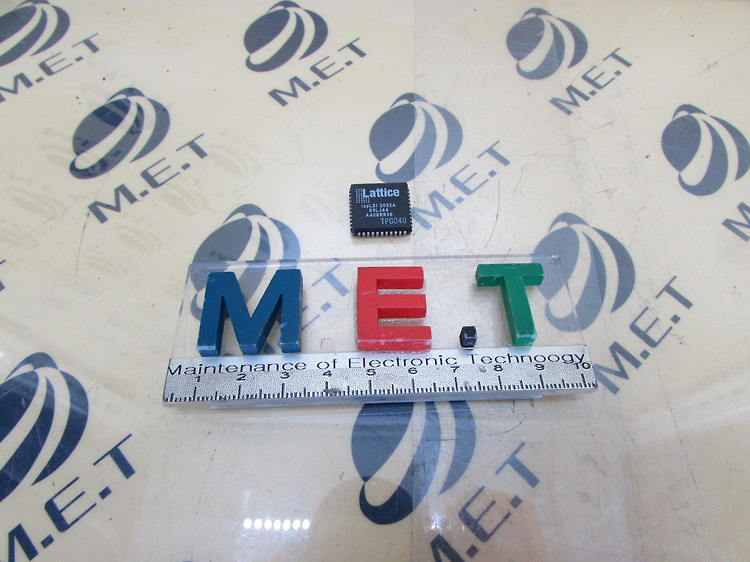 M.E.T
M.E.T
M.E.T
M.E.T
M.E.T
Lattice
ispLSI 2032A
80LJ44
A408RR06
TPG040
M.E.T
M.E.T
M E.T
Maintenance of Electronic Technoogy
1 2 3 4 5 6 7 8 9 10
M.E.T
M.E.T